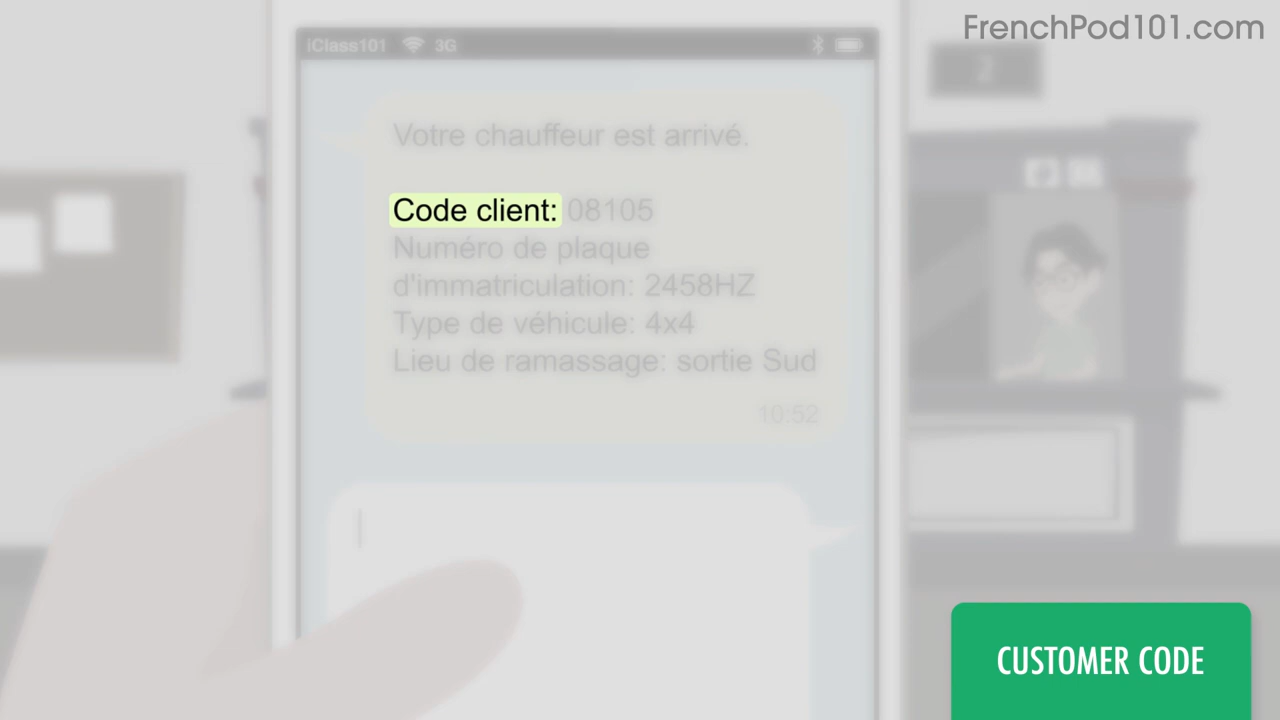 FrenchPod101.com
iClass101 3G
2
Votre chauffeur est arrivé.
Code client: 08105
Numéro de plaque
d'immatriculation: 2458HZ
Type de véhicule: 4x4
Lieu de ramassage: sortie Sud
10:52
CUSTOMER CODE